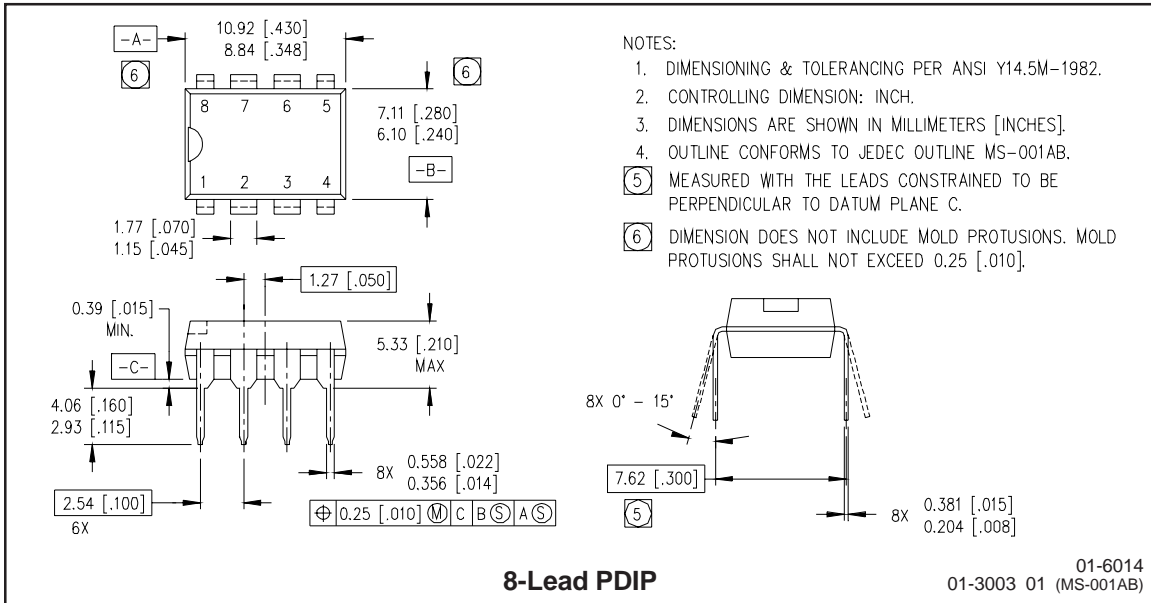 -A-
10.92 [.430]
8.84 [.348]
6
6
8 7 6 5
7.11 [.280]
6.10 [.240]
-B-
1 2 3 4
1.77 [.070]
1.15 [.045]
1.27 [.050]
0.39 [.015]
MIN.
5.33 [.210]
MAX
-C-
4.06 [.160]
2.93 [.115]
8X 0.558 [.022]
0.356 [.014]
2.54 [.100]
6X
⌖ 0.25 [.010] Ⓜ C B Ⓢ A Ⓢ
NOTES:
1. DIMENSIONING & TOLERANCING PER ANSI Y14.5M-1982.
2. CONTROLLING DIMENSION: INCH.
3. DIMENSIONS ARE SHOWN IN MILLIMETERS [INCHES].
4. OUTLINE CONFORMS TO JEDEC OUTLINE MS-001AB.
5 MEASURED WITH THE LEADS CONSTRAINED TO BE
PERPENDICULAR TO DATUM PLANE C.
6 DIMENSION DOES NOT INCLUDE MOLD PROTUSIONS. MOLD
PROTUSIONS SHALL NOT EXCEED 0.25 [.010].
8X 0° - 15°
7.62 [.300]
5
8X 0.381 [.015]
0.204 [.008]
8-Lead PDIP
01-6014
01-3003 01 (MS-001AB)